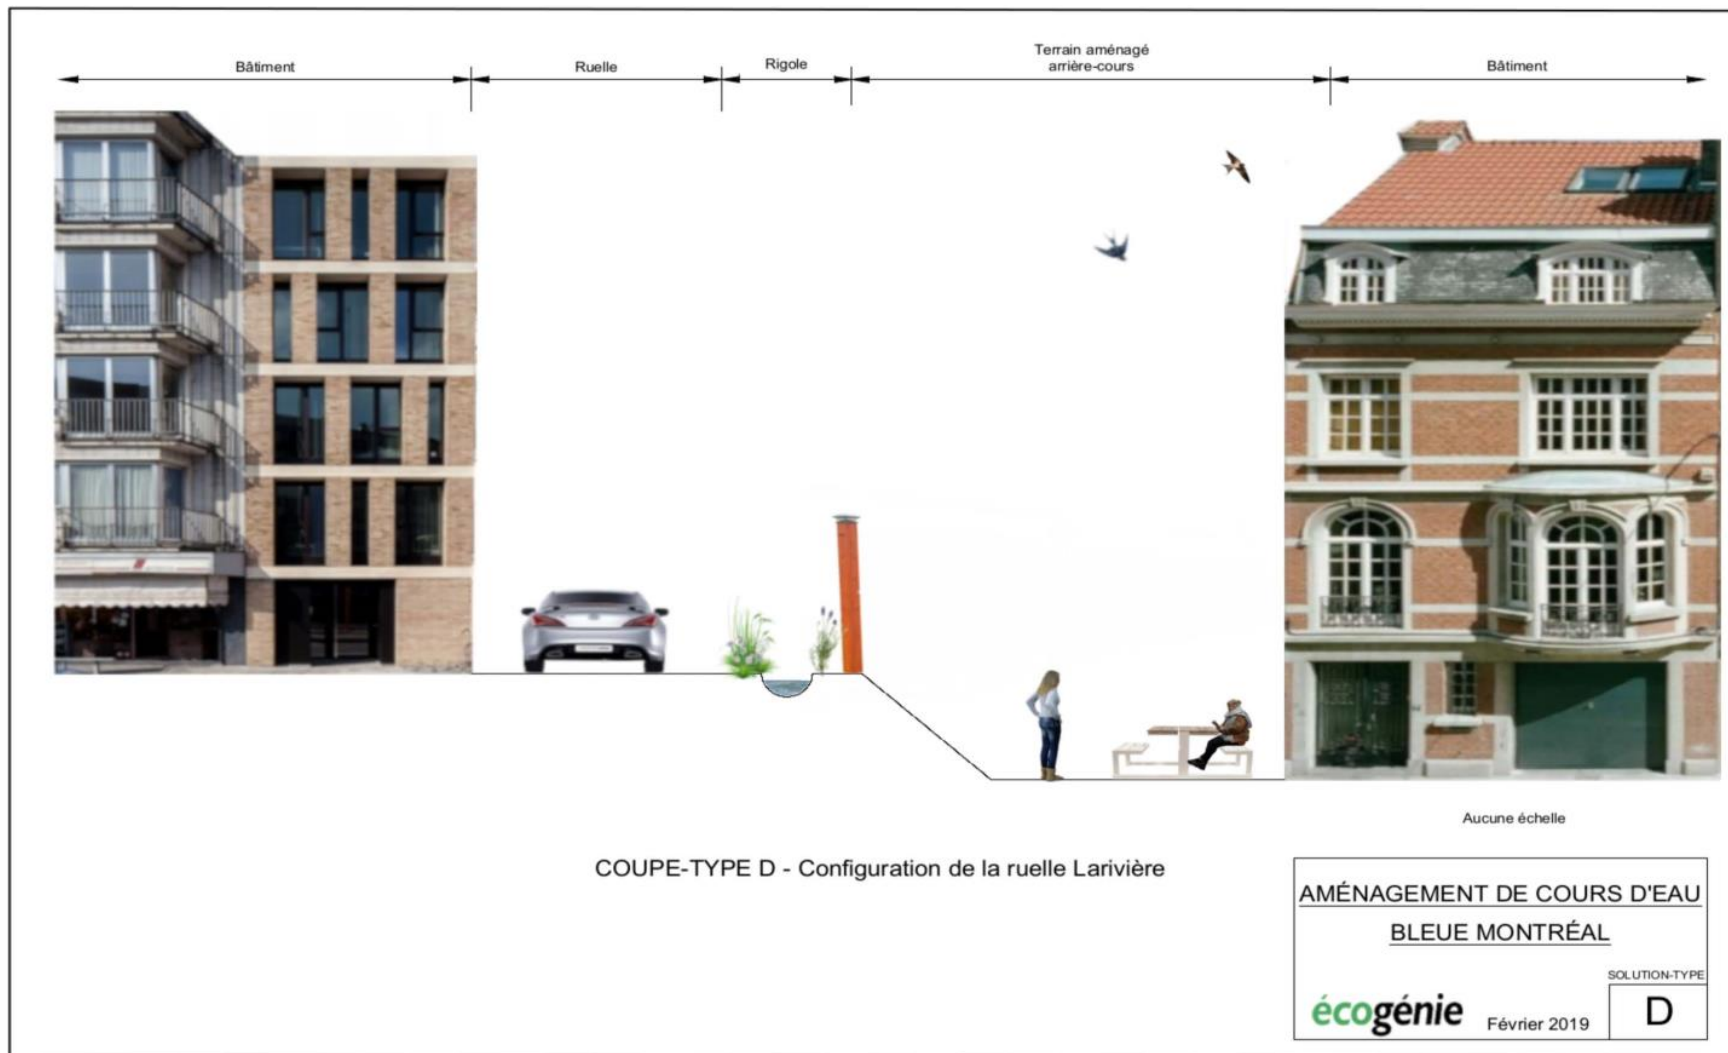 Bâtiment
Ruelle
Rigole
Terrain aménagé
arrière-cours
Bâtiment
Aucune échelle
COUPE-TYPE D - Configuration de la ruelle Larivière
AMÉNAGEMENT DE COURS D'EAU
BLEUE MONTRÉAL
SOLUTION-TYPE
écogénie
Février 2019
D